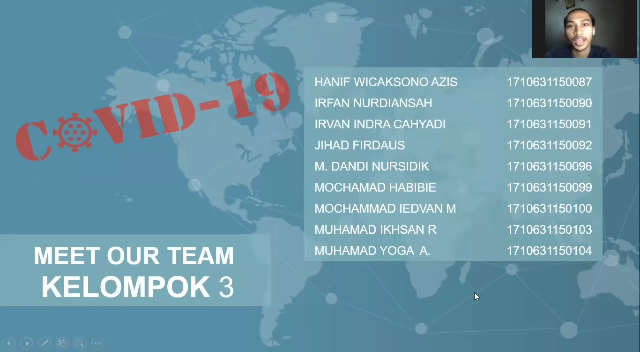 COVID-19
HANIF WICAKSONO AZIS 1710631150087
IRFAN NURDIANSAH 1710631150090
IRVAN INDRA CAHYADI 1710631150091
JIHAD FIRDAUS 1710631150092
M. DANDI NURSIDIK 1710631150096
MOCHAMAD HABIBIE 1710631150099
MOCHAMMAD IEDVAN M 1710631150100
MUHAMAD IKHSAN R 1710631150103
MUHAMAD YOGA A. 1710631150104
MEET OUR TEAM
KELOMPOK 3